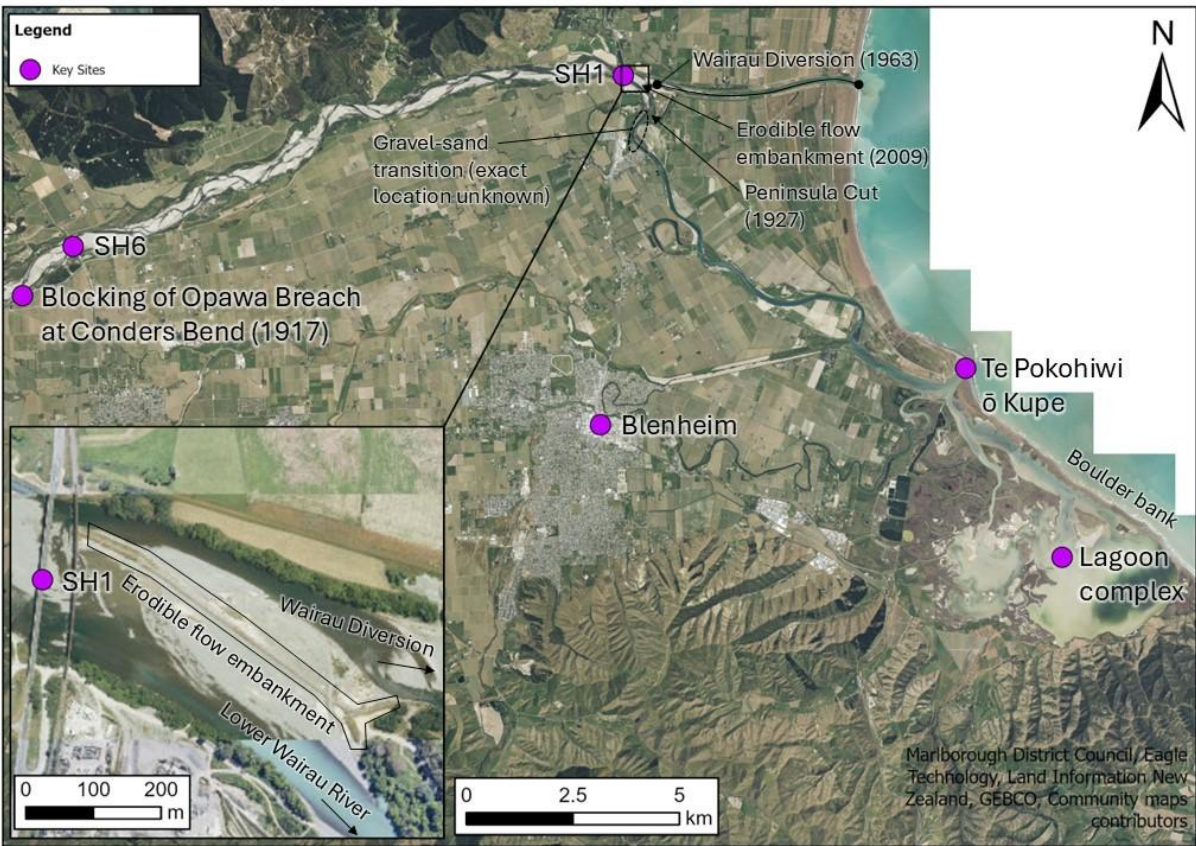 Legend
Key Sites
N
SH1
Wairau Diversion (1963)
Gravel-sand
transition (exact
location unknown)
Erodible flow
embankment (2009)
Peninsula Cut
(1927)
SH6
Blocking of Opawa Breach
at Conders Bend (1917)
Te Pokohiwi
ō Kupe
Blenheim
Boulder bank
Lagoon
complex
SH1
Erodible flow embankment
Wairau Diversion
Lower Wairau River
0 100 200
m
0 2.5 5
km
Marlborough District Council, Eagle
Technology, Land Information New
Zealand, GEBCO, Community maps
contributors